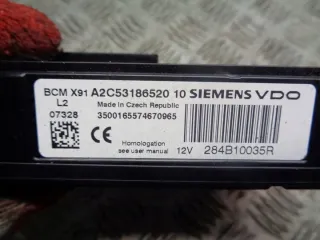 BCM X91 A2C53186520 10 SIEMENS VDO
L2 Made in Czech Republic
07328 3500165574670965
CE Homologation
see user manual 12V 284B10035R